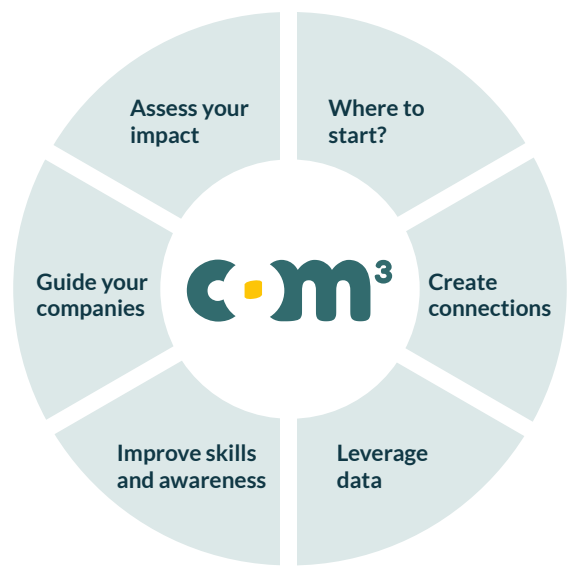 Assess your
impact
Where to
start?
Guide your
companies
com³
Create
connections
Improve skills
and awareness
Leverage
data